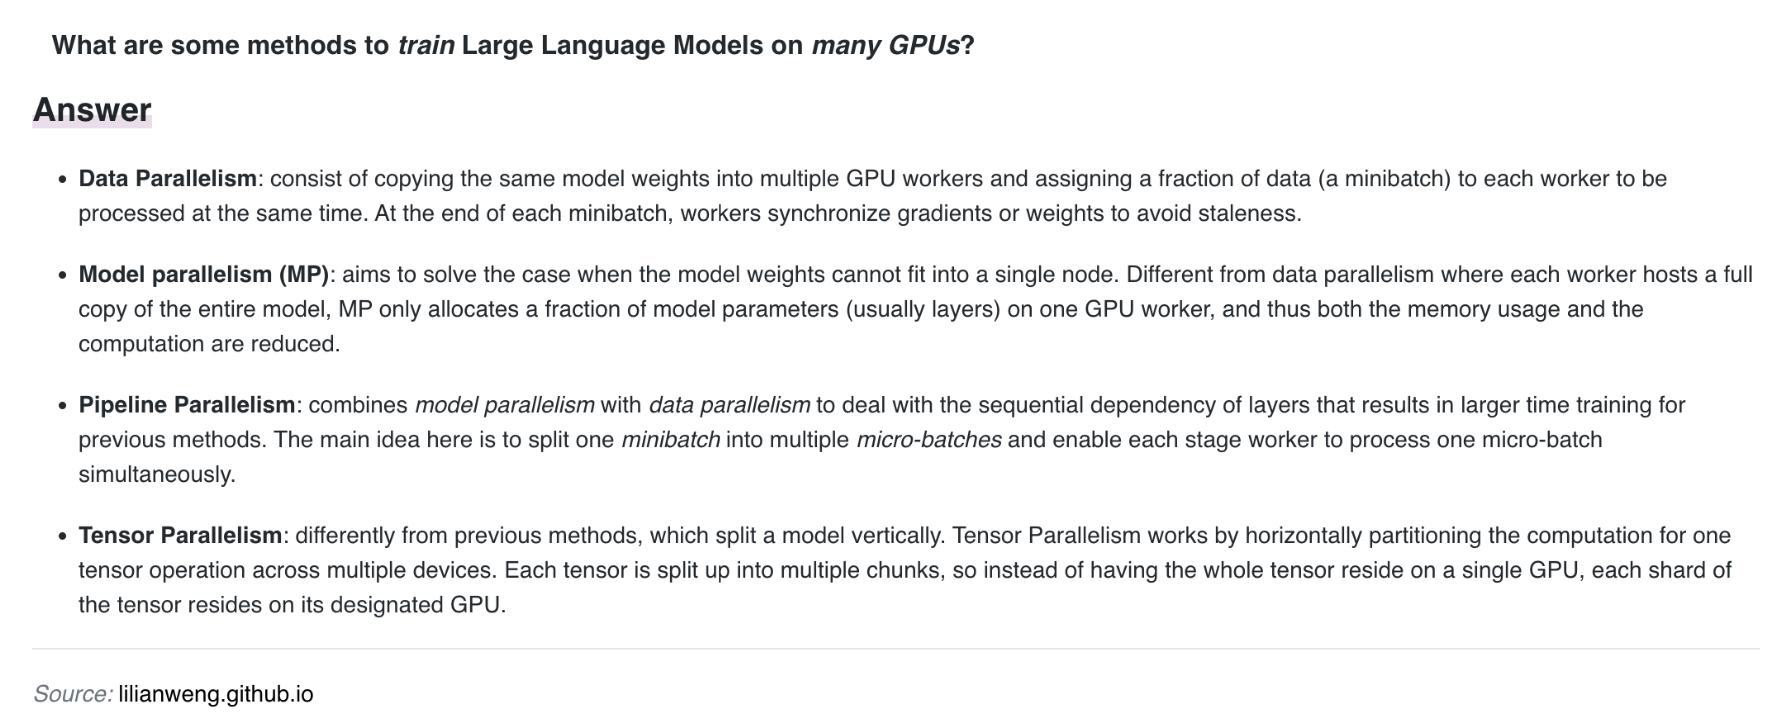 What are some methods to train Large Language Models on many GPUs?
Answer
• Data Parallelism: consist of copying the same model weights into multiple GPU workers and assigning a fraction of data (a minibatch) to each worker to be
processed at the same time. At the end of each minibatch, workers synchronize gradients or weights to avoid staleness.
• Model parallelism (MP): aims to solve the case when the model weights cannot fit into a single node. Different from data parallelism where each worker hosts a full
copy of the entire model, MP only allocates a fraction of model parameters (usually layers) on one GPU worker, and thus both the memory usage and the
computation are reduced.
• Pipeline Parallelism: combines model parallelism with data parallelism to deal with the sequential dependency of layers that results in larger time training for
previous methods. The main idea here is to split one minibatch into multiple micro-batches and enable each stage worker to process one micro-batch
simultaneously.
• Tensor Parallelism: differently from previous methods, which split a model vertically. Tensor Parallelism works by horizontally partitioning the computation for one
tensor operation across multiple devices. Each tensor is split up into multiple chunks, so instead of having the whole tensor reside on a single GPU, each shard of
the tensor resides on its designated GPU.
Source: lilianweng.github.io